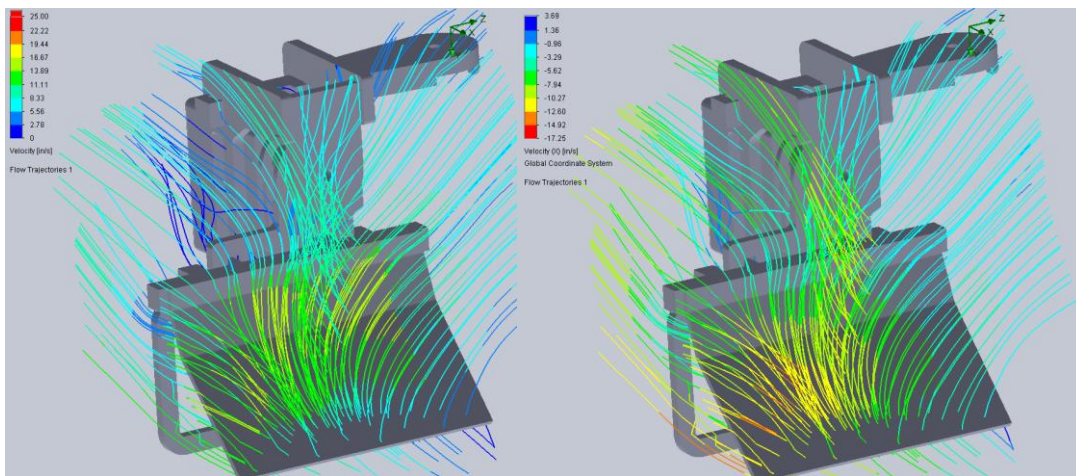 25.00
22.22
19.44
16.67
13.89
11.11
8.33
5.56
2.78
0
Velocity [in/s]
Flow Trajectories 1
Z
X
3.69
1.36
-0.96
-3.29
-5.62
-7.94
-10.27
-12.60
-14.92
-17.25
Velocity (X) [in/s]
Global Coordinate System
Flow Trajectories 1
Z
X